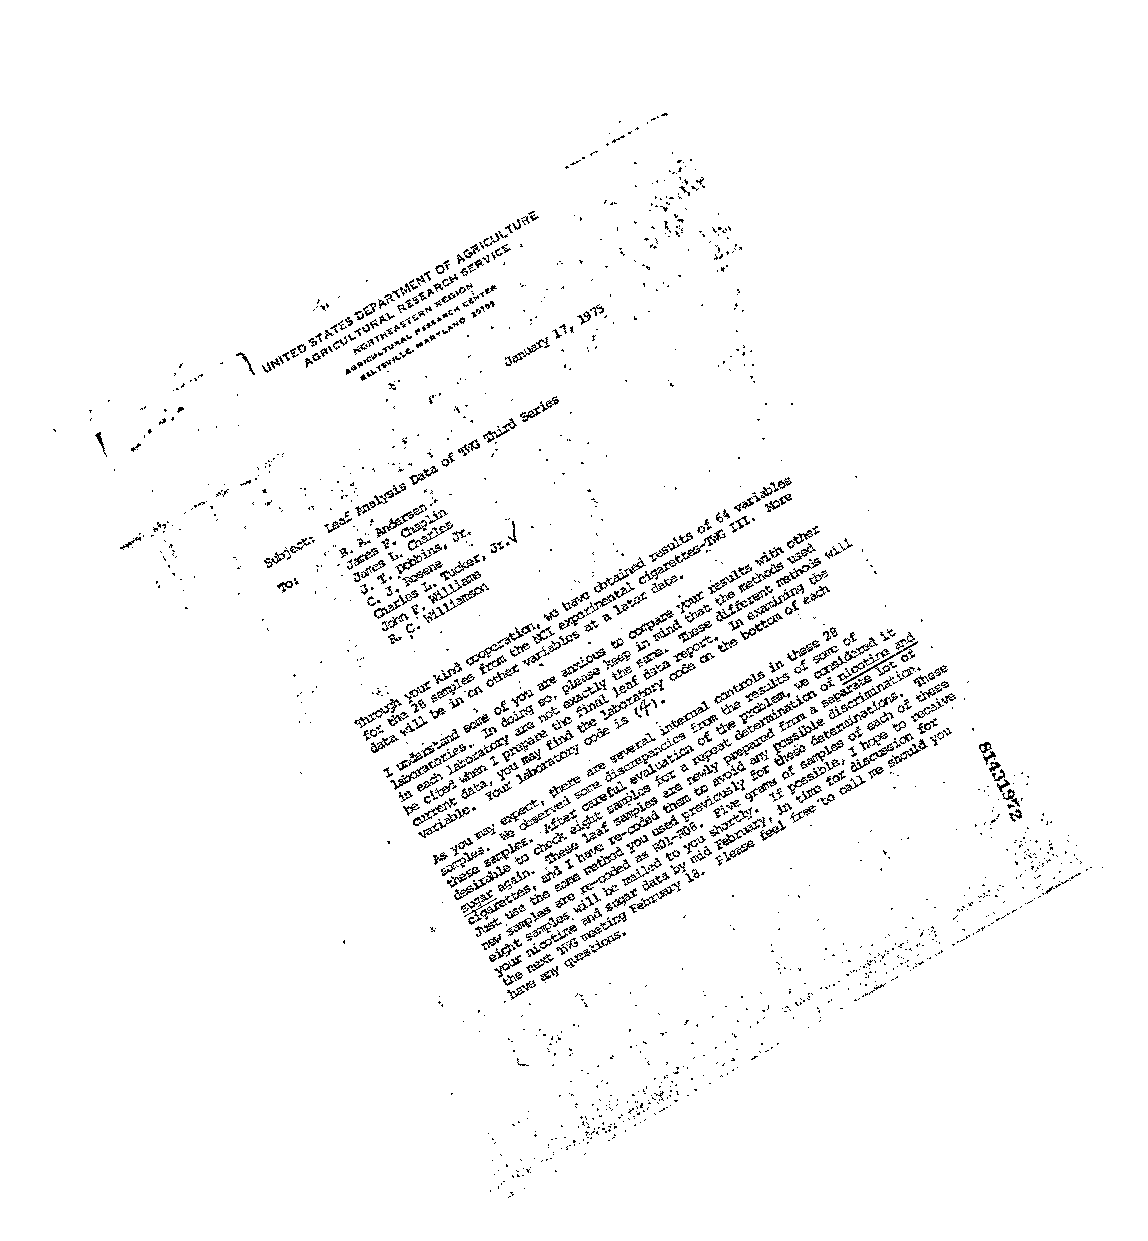 UNITED STATES DEPARTMENT OF AGRICULTURE
AGRICULTURAL RESEARCH SERVICE
NORTHEASTERN REGION
AGRICULTURAL RESEARCH CENTER
BELTSVILLE, MARYLAND 20705
January 17, 1975
Subject: Leaf Analysis Data of TWG Third Series
To: R. A. Andersen
James F. Chaplin
James L. Charles
J. T. Dobbins, Jr.
C. J. Rosene
Charles L. Tucker, Jr. ✓
John F. Williams
R. C. Williamson
Through your kind cooperation, we have obtained results of 64 variables
for the 28 samples from the NCI experimental cigarettes-TWG III. More
data will be in on other variables at a later date.
I understand some of you are anxious to compare your results with other
laboratories. In doing so, please keep in mind that the methods used
in each laboratory are not exactly the same. These different methods will
be cited when I prepare the final leaf data report. In examining the
current data, you may find the laboratory code on the bottom of each
variable. Your laboratory code is (4).
As you may expect, there are several internal controls in these 28
samples. We observed some discrepancies from the results of some of
these samples. After careful evaluation of the problem, we considered it
desirable to check eight samples for a repeat determination of nicotine and
sugar again. These leaf samples are newly prepared from a separate lot of
cigarettes, and I have re-coded them to avoid any possible discrimination.
Just use the same method you used previously for these determinations. These
new samples are re-coded as R01-R08. Five grams of samples of each of these
eight samples will be mailed to you shortly. If possible, I hope to receive
your nicotine and sugar data by mid February, in time for discussion for
the next TWG meeting February 18. Please feel free to call me should you
have any questions.
81431972